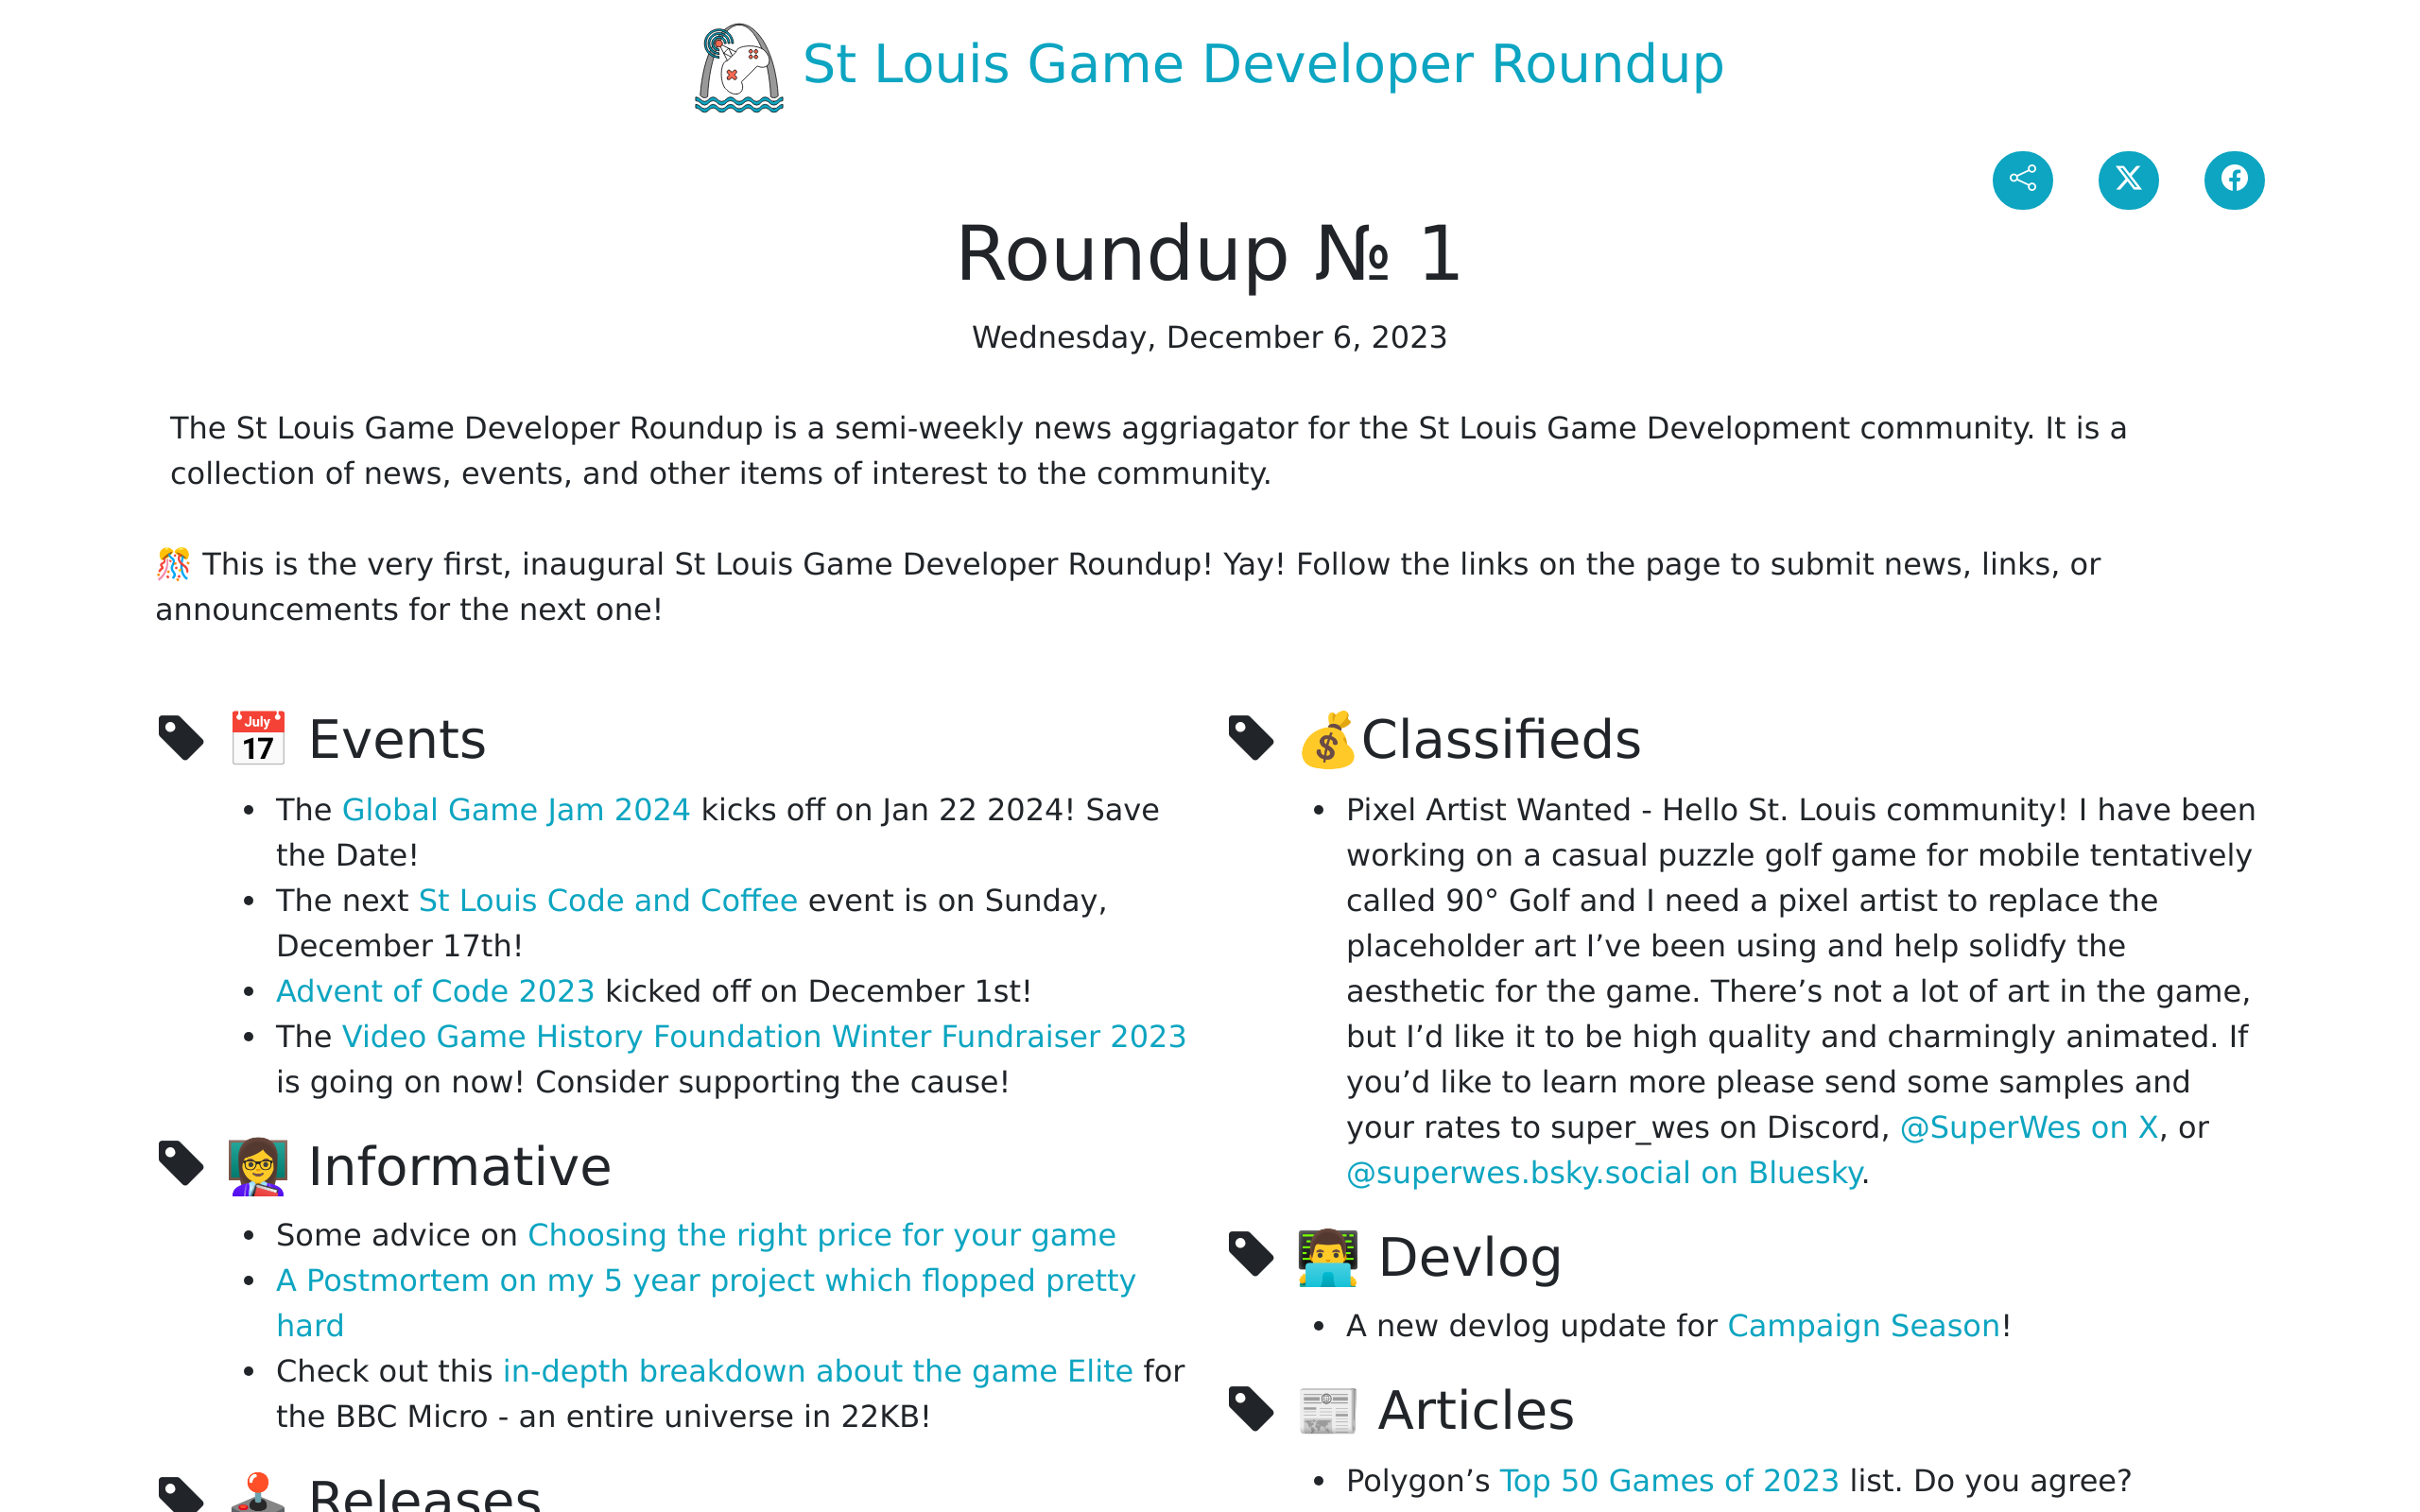 St Louis Game Developer Roundup
Roundup № 1
Wednesday, December 6, 2023
The St Louis Game Developer Roundup is a semi-weekly news aggriagator for the St Louis Game Development community. It is a
collection of news, events, and other items of interest to the community.
🎊 This is the very first, inaugural St Louis Game Developer Roundup! Yay! Follow the links on the page to submit news, links, or
announcements for the next one!
📅 Events
• The Global Game Jam 2024 kicks off on Jan 22 2024! Save
the Date!
• The next St Louis Code and Coffee event is on Sunday,
December 17th!
• Advent of Code 2023 kicked off on December 1st!
• The Video Game History Foundation Winter Fundraiser 2023
is going on now! Consider supporting the cause!
👩‍🏫 Informative
• Some advice on Choosing the right price for your game
• A Postmortem on my 5 year project which flopped pretty
hard
• Check out this in-depth breakdown about the game Elite for
the BBC Micro - an entire universe in 22KB!
🕹️ Releases
💰Classifieds
• Pixel Artist Wanted - Hello St. Louis community! I have been
working on a casual puzzle golf game for mobile tentatively
called 90° Golf and I need a pixel artist to replace the
placeholder art I’ve been using and help solidfy the
aesthetic for the game. There’s not a lot of art in the game,
but I’d like it to be high quality and charmingly animated. If
you’d like to learn more please send some samples and
your rates to super_wes on Discord, @SuperWes on X, or
@superwes.bsky.social on Bluesky.
👨‍💻 Devlog
• A new devlog update for Campaign Season!
📰 Articles
• Polygon’s Top 50 Games of 2023 list. Do you agree?